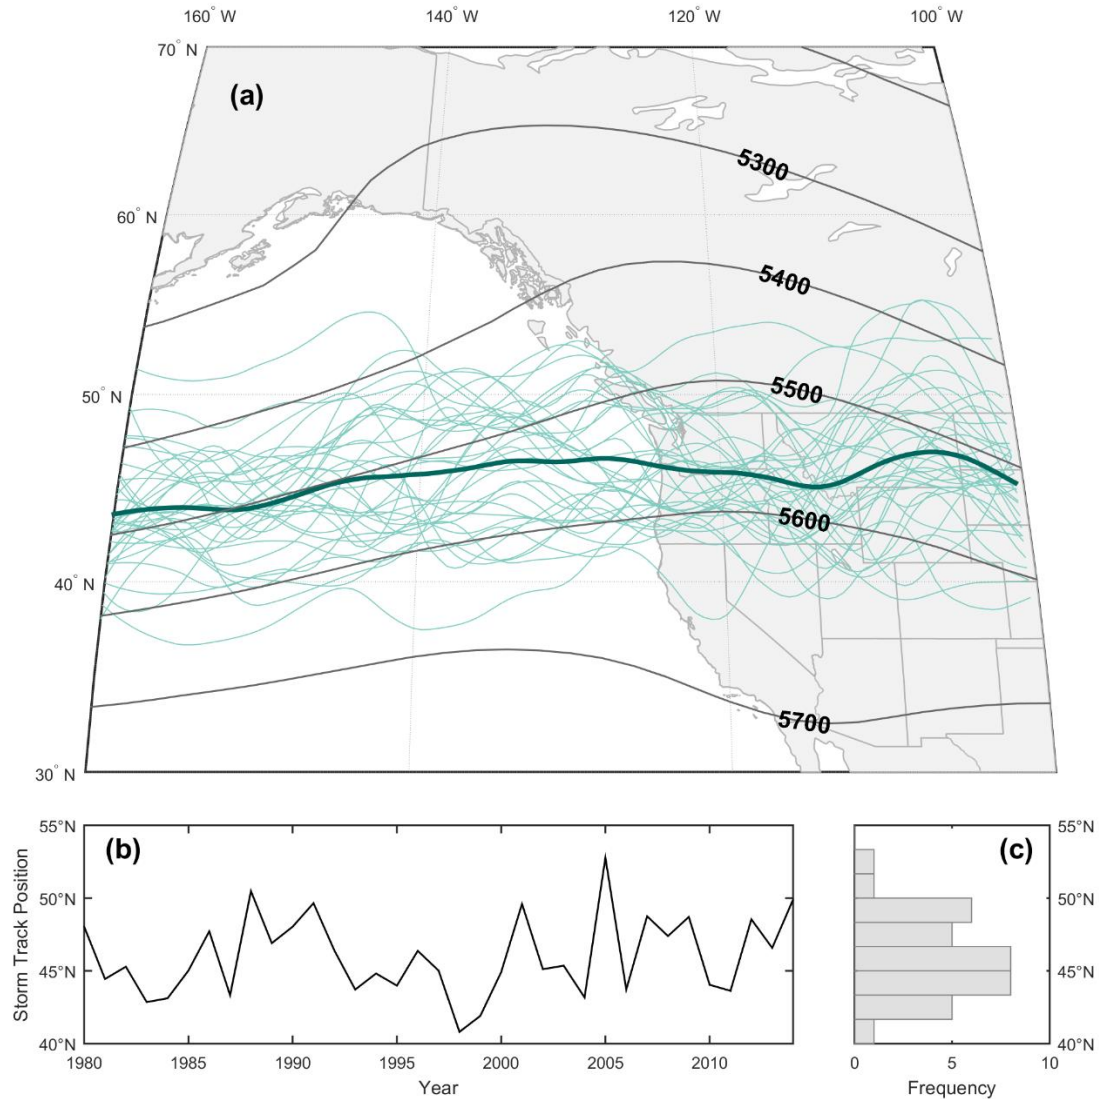 160° W 140° W 120° W 100° W
70° N
(a)
5300
60° N
5400
5500
50° N
5600
40° N
5700
30° N
55°N (b) (c) 55°N
50°N 50°N
45°N 45°N
40°N 40°N
Storm Track Position
1980 1985 1990 1995 2000 2005 2010 0 5 10
Year Frequency